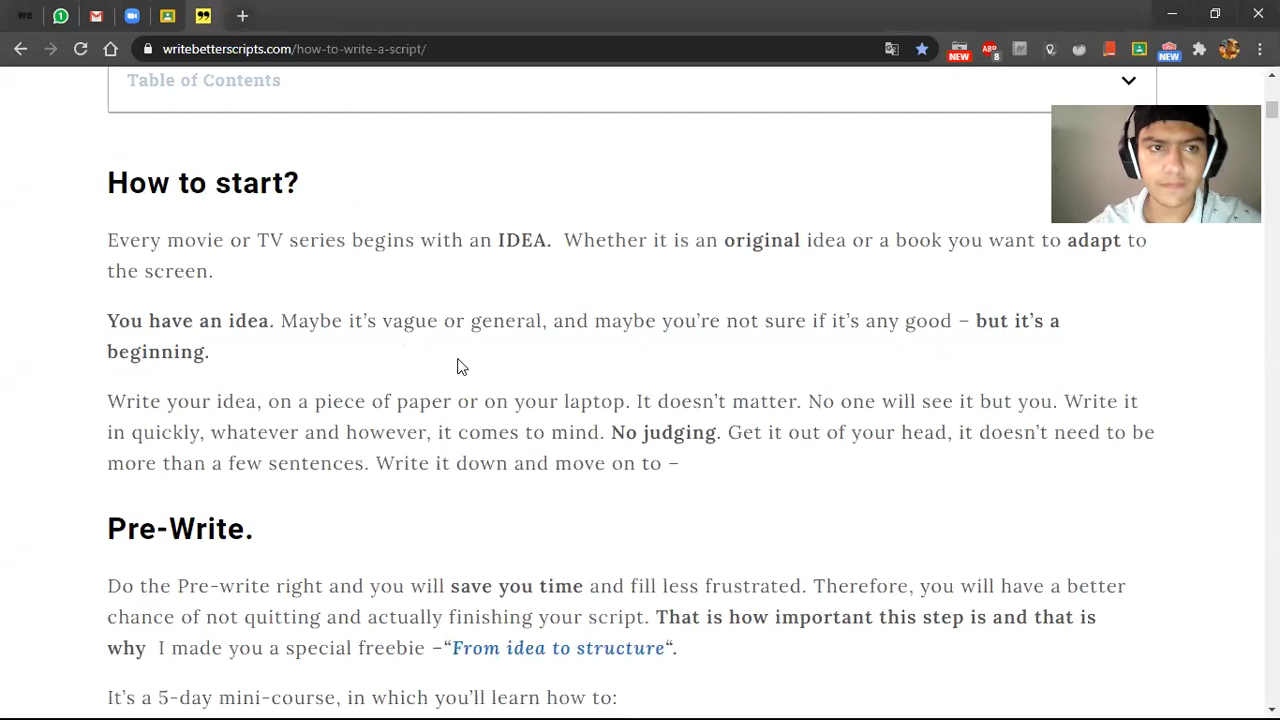 writebetterscripts.com/how-to-write-a-script/
NEW
8
NEW
Table of Contents
How to start?
Every movie or TV series begins with an IDEA.  Whether it is an original idea or a book you want to adapt to
the screen.
You have an idea. Maybe it’s vague or general, and maybe you’re not sure if it’s any good – but it’s a
beginning.
Write your idea, on a piece of paper or on your laptop. It doesn’t matter. No one will see it but you. Write it
in quickly, whatever and however, it comes to mind. No judging. Get it out of your head, it doesn’t need to be
more than a few sentences. Write it down and move on to –
Pre-Write.
Do the Pre-write right and you will save you time and fill less frustrated. Therefore, you will have a better
chance of not quitting and actually finishing your script. That is how important this step is and that is
why  I made you a special freebie –“From idea to structure“.
It’s a 5-day mini-course, in which you’ll learn how to: